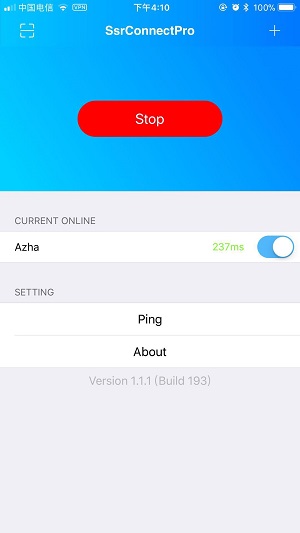 中国电信 VPN 下午4:10 100%
SsrConnectPro
Stop
CURRENT ONLINE
Azha 237ms
SETTING
Ping
About
Version 1.1.1 (Build 193)